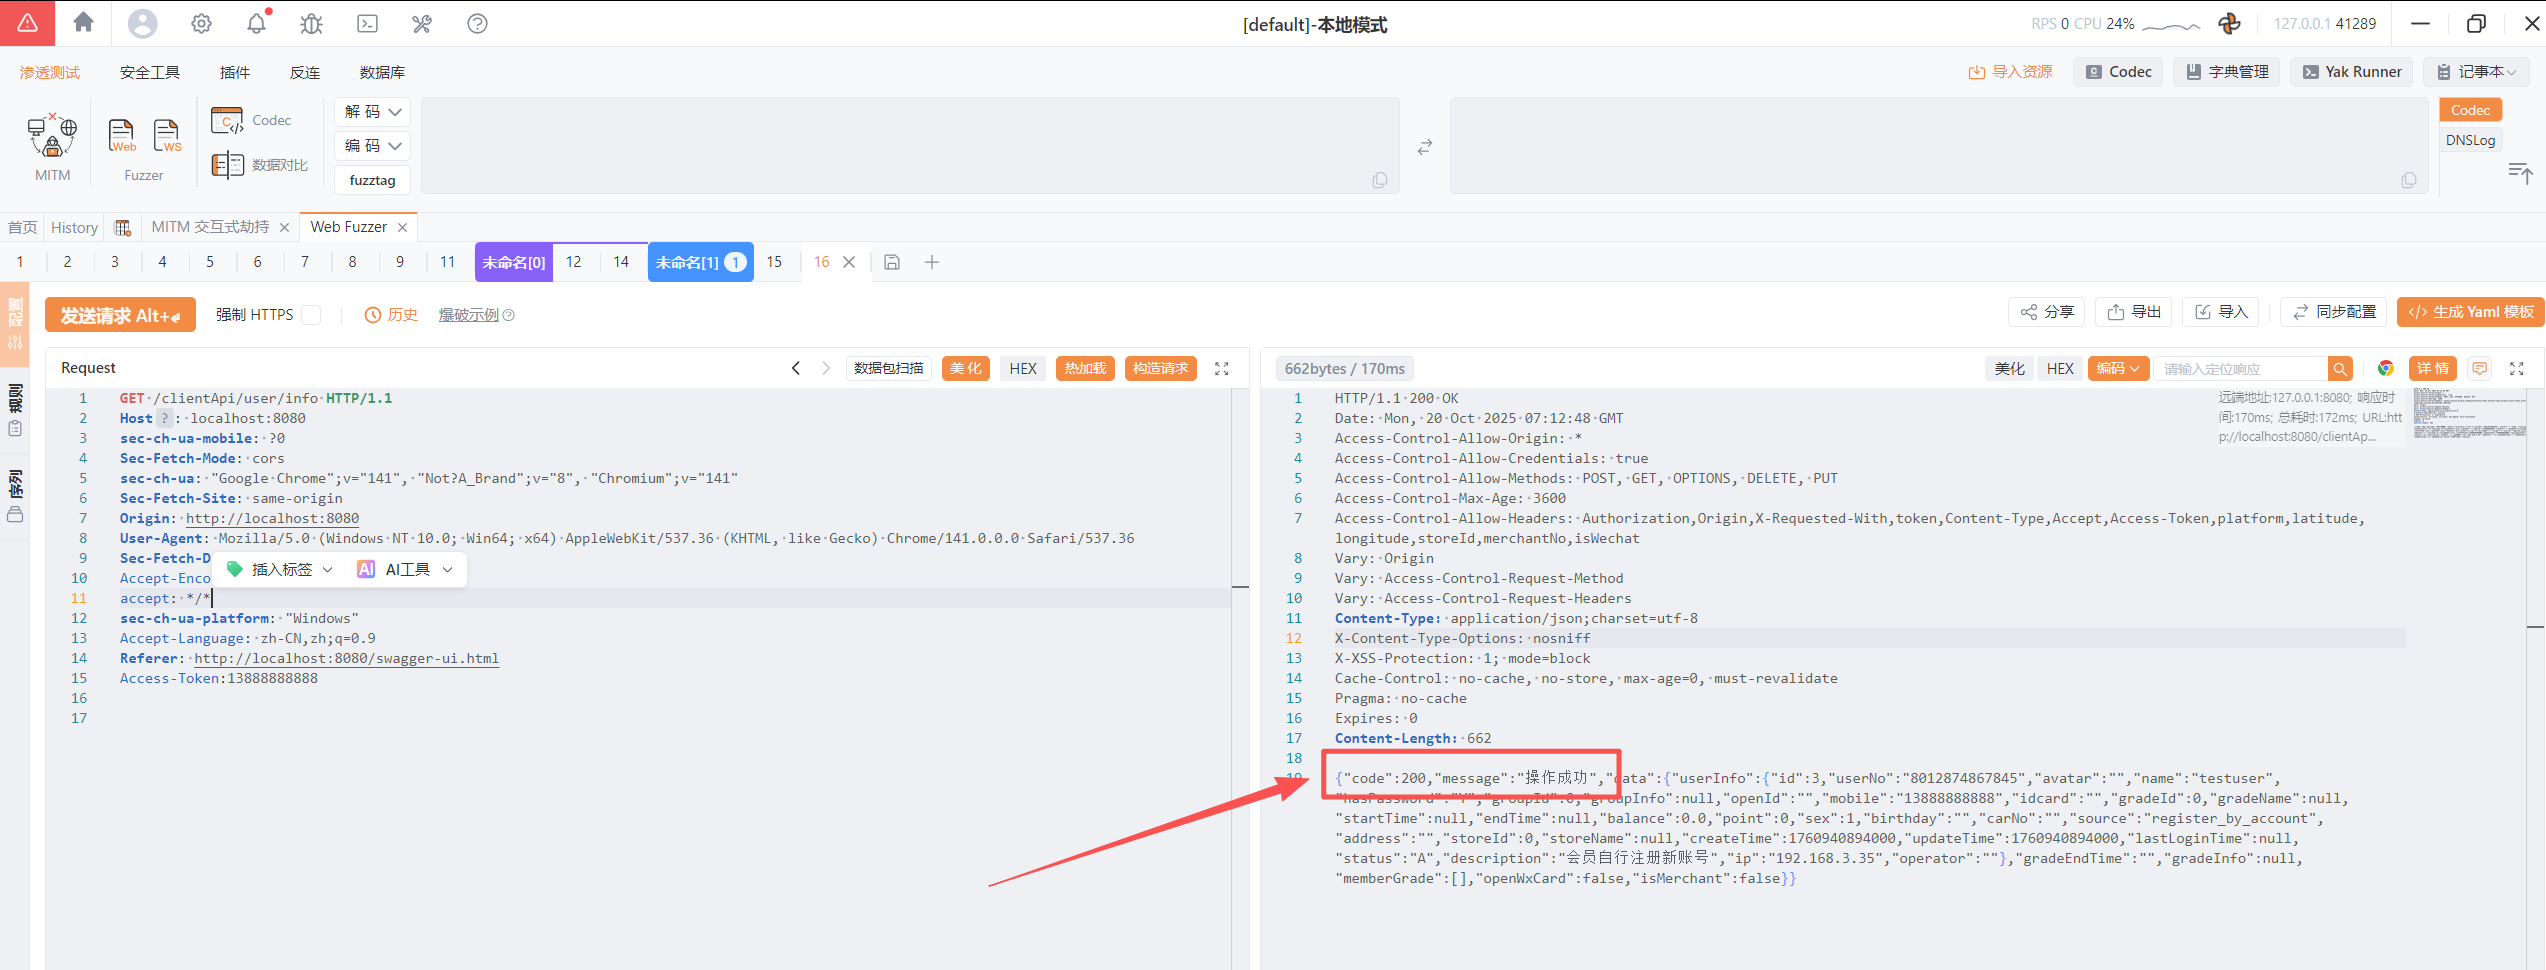 [default]-本地模式
RPS 0 CPU 24%
127.0.0.1 41289
渗透测试 安全工具 插件 反连 数据库
导入资源 Codec 字典管理 Yak Runner 记事本
MITM
Web WS
Fuzzer
Codec
数据对比
解 码
编 码
fuzztag
Codec
DNSLog
首页 History MITM 交互式劫持 Web Fuzzer
1 2 3 4 5 6 7 8 9 11 未命名[0] 12 14 未命名[1] 1 15 16
配置
规则
序列
发送请求 Alt+
强制 HTTPS
历史
爆破示例
分享 导出 导入 同步配置 生成 Yaml 模板
Request
数据包扫描 美 化 HEX 热加载 构造请求
1 GET /clientApi/user/info HTTP/1.1
2 Host ? : localhost:8080
3 sec-ch-ua-mobile: ?0
4 Sec-Fetch-Mode: cors
5 sec-ch-ua: "Google Chrome";v="141", "Not?A_Brand";v="8", "Chromium";v="141"
6 Sec-Fetch-Site: same-origin
7 Origin: http://localhost:8080
8 User-Agent: Mozilla/5.0 (Windows NT 10.0; Win64; x64) AppleWebKit/537.36 (KHTML, like Gecko) Chrome/141.0.0.0 Safari/537.36
9 Sec-Fetch-D
插入标签 AI AI工具
10 Accept-Enco
11 accept: */*
12 sec-ch-ua-platform: "Windows"
13 Accept-Language: zh-CN,zh;q=0.9
14 Referer: http://localhost:8080/swagger-ui.html
15 Access-Token:13888888888
16
17
662bytes / 170ms
美化 HEX 编码 请输入定位响应 详 情
远端地址:127.0.0.1:8080; 响应时
间:170ms; 总耗时:172ms; URL:htt
p://localhost:8080/clientAp...
1 HTTP/1.1 200 OK
2 Date: Mon, 20 Oct 2025 07:12:48 GMT
3 Access-Control-Allow-Origin: *
4 Access-Control-Allow-Credentials: true
5 Access-Control-Allow-Methods: POST, GET, OPTIONS, DELETE, PUT
6 Access-Control-Max-Age: 3600
7 Access-Control-Allow-Headers: Authorization,Origin,X-Requested-With,token,Content-Type,Accept,Access-Token,platform,latitude,
longitude,storeId,merchantNo,isWechat
8 Vary: Origin
9 Vary: Access-Control-Request-Method
10 Vary: Access-Control-Request-Headers
11 Content-Type: application/json;charset=utf-8
12 X-Content-Type-Options: nosniff
13 X-XSS-Protection: 1; mode=block
14 Cache-Control: no-cache, no-store, max-age=0, must-revalidate
15 Pragma: no-cache
16 Expires: 0
17 Content-Length: 662
18
19 {"code":200,"message":"操作成功","data":{"userInfo":{"id":3,"userNo":"8012874867845","avatar":"","name":"testuser",
"hasPassword":"Y","groupId":0,"groupInfo":null,"openId":"","mobile":"13888888888","idcard":"","gradeId":0,"gradeName":null,
"startTime":null,"endTime":null,"balance":0.0,"point":0,"sex":1,"birthday":"","carNo":"","source":"register_by_account",
"address":"","storeId":0,"storeName":null,"createTime":1760940894000,"updateTime":1760940894000,"lastLoginTime":null,
"status":"A","description":"会员自行注册新账号","ip":"192.168.3.35","operator":""},"gradeEndTime":"","gradeInfo":null,
"memberGrade":[],"openWxCard":false,"isMerchant":false}}